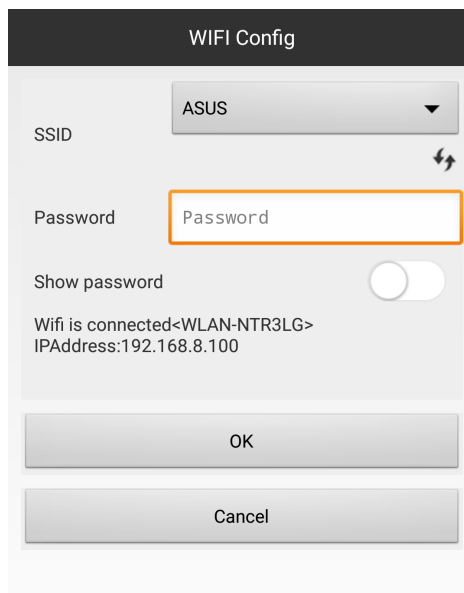 WIFI Config
SSID
ASUS
Password
Password
Show password
Wifi is connected<WLAN-NTR3LG>
IPAddress:192.168.8.100
OK
Cancel